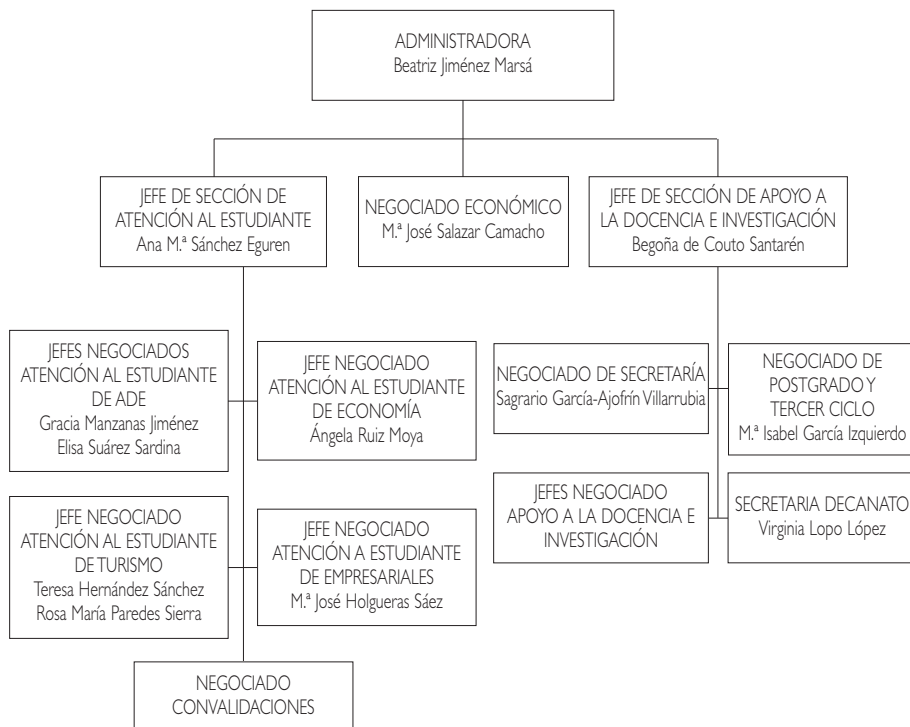 ADMINISTRADORA
Beatriz Jiménez Marsá
JEFE DE SECCIÓN DE
ATENCIÓN AL ESTUDIANTE
Ana M.ª Sánchez Eguren
NEGOCIADO ECONÓMICO
M.ª José Salazar Camacho
JEFE DE SECCIÓN DE APOYO A
LA DOCENCIA E INVESTIGACIÓN
Begoña de Couto Santarén
JEFES NEGOCIADOS
ATENCIÓN AL ESTUDIANTE
DE ADE
Gracia Manzanas Jiménez
Elisa Suárez Sardina
JEFE NEGOCIADO
ATENCIÓN AL ESTUDIANTE
DE ECONOMÍA
Ángela Ruiz Moya
NEGOCIADO DE SECRETARÍA
Sagrario García-Ajofrín Villarrubia
NEGOCIADO DE
POSTGRADO Y
TERCER CICLO
M.ª Isabel García Izquierdo
JEFE NEGOCIADO
ATENCIÓN AL ESTUDIANTE
DE TURISMO
Teresa Hernández Sánchez
Rosa María Paredes Sierra
JEFE NEGOCIADO
ATENCIÓN A ESTUDIANTE
DE EMPRESARIALES
M.ª José Holgueras Sáez
JEFES NEGOCIADO
APOYO A LA DOCENCIA E
INVESTIGACIÓN
SECRETARIA DECANATO
Virginia Lopo López
NEGOCIADO
CONVALIDACIONES